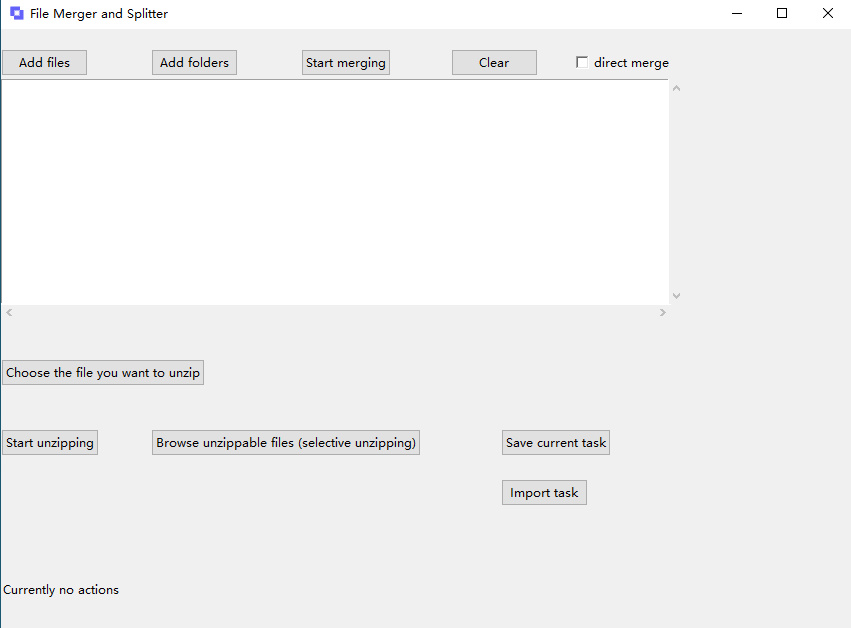 File Merger and Splitter
Add files
Add folders
Start merging
Clear
direct merge
Choose the file you want to unzip
Start unzipping
Browse unzippable files (selective unzipping)
Save current task
Import task
Currently no actions